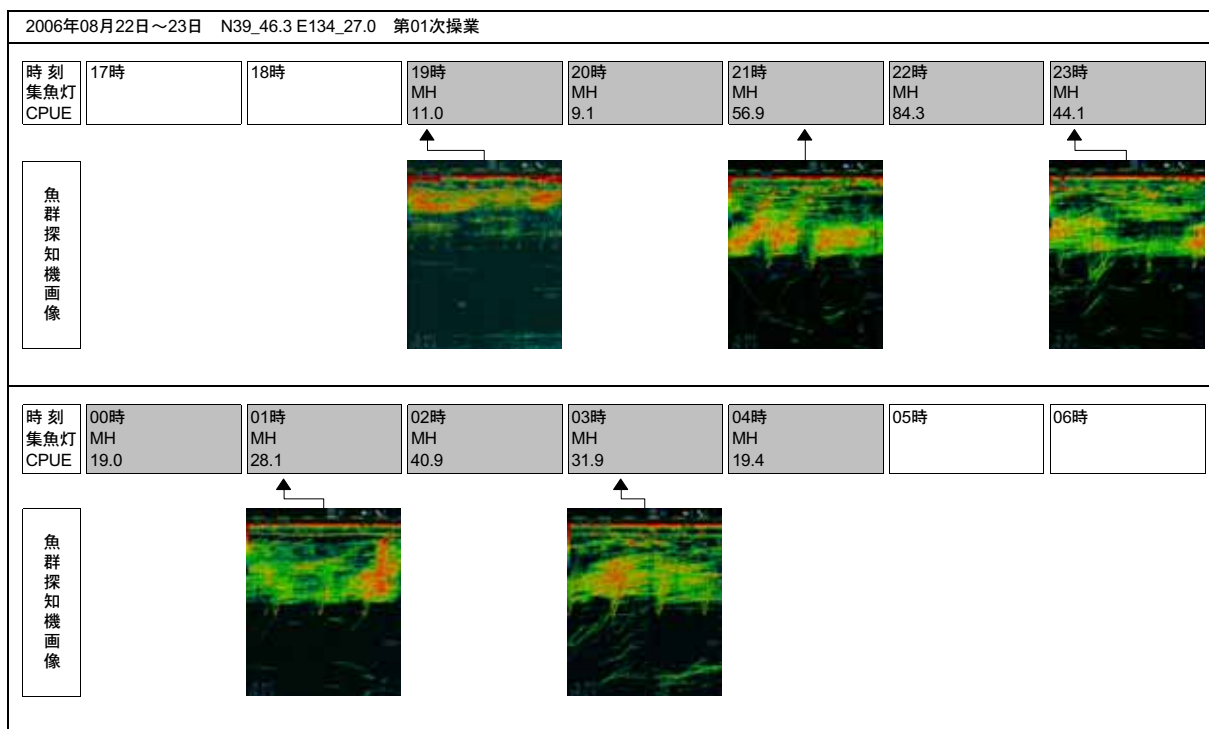 2006年08月22日～23日 N39_46.3 E134_27.0 第01次操業
時 刻 17時 18時 19時 20時 21時 22時 23時
集魚灯 MH MH MH MH MH
CPUE 11.0 9.1 56.9 84.3 44.1
魚群探知機画像
時 刻 00時 01時 02時 03時 04時 05時 06時
集魚灯 MH MH MH MH MH
CPUE 19.0 28.1 40.9 31.9 19.4
魚群探知機画像